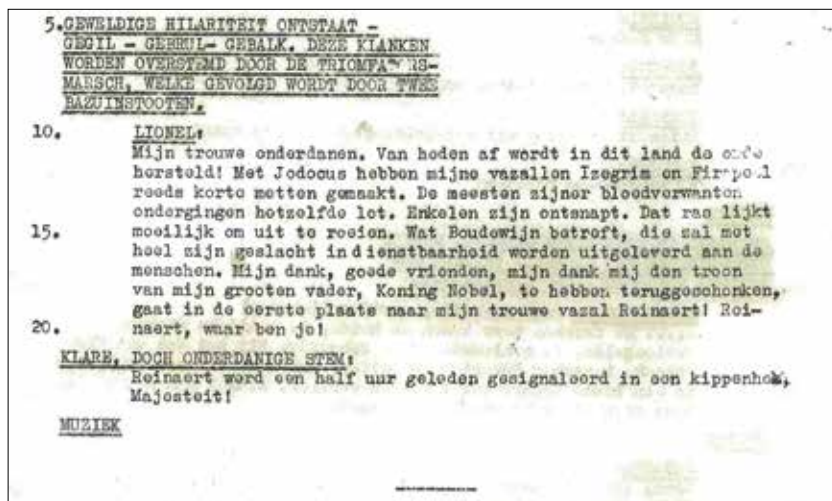 5.GEWELDIGE HILARITEIT ONTSTAAT -
GEGIL - GEBRUL- GEBALK. DEZE KLANKEN
WORDEN OVERSTEMD DOOR DE TRIOMFATORS-
MARSCH, WELKE GEVOLGD WORDT DOOR TWEE
BAZUINSTOOTEN.
10. LIONEL:
Mijn trouwe onderdanen. Van heden af wordt in dit land de orde
hersteld! Met Jodocus hebben mijne vazallen Izegrim en Firapeel
reeds korte metten gemaakt. De meesten zijner bloedverwanten
ondergingen hetzelfde lot. Enkelen zijn ontsnapt. Dat ras lijkt
15. moeilijk om uit te roeien. Wat Boudewijn betreft, die zal met
heel zijn geslacht in dienstbaarheid worden uitgeleverd aan de
menschen. Mijn dank, goede vrienden, mijn dank mij den troon
van mijn grooten vader, Koning Nobel, te hebben teruggeschonken,
gaat in de eerste plaats naar mijn trouwe vazal Reinaert! Rei-
20. naert, waar ben je!
KLARE, DOCH ONDERDANIGE STEM:
Reinaert werd een half uur geleden gesignaleerd in een kippenhok,
Majesteit!
MUZIEK